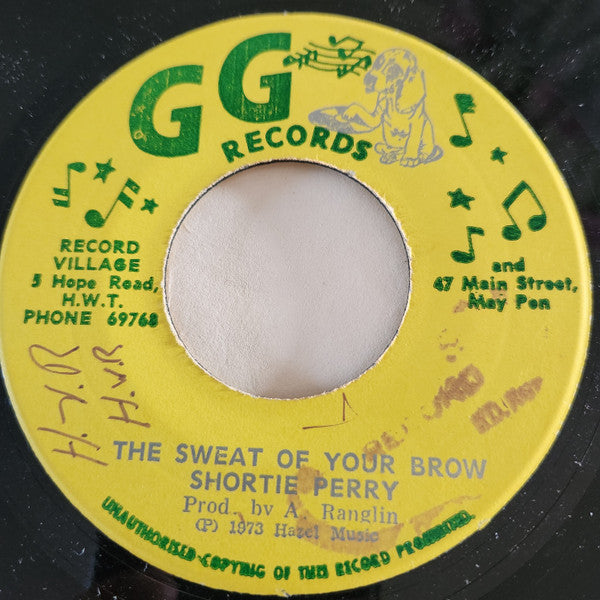 GG
RECORDS
RECORD
VILLAGE
5 Hope Road,
H.W.T.
PHONE 69768
and
47 Main Street,
May Pen
THE SWEAT OF YOUR BROW
SHORTIE PERRY
Prod. by A. Ranglin
(P) 1973 Hazel Music
UNAUTHORISED COPYING OF THIS RECORD PROHIBITED.